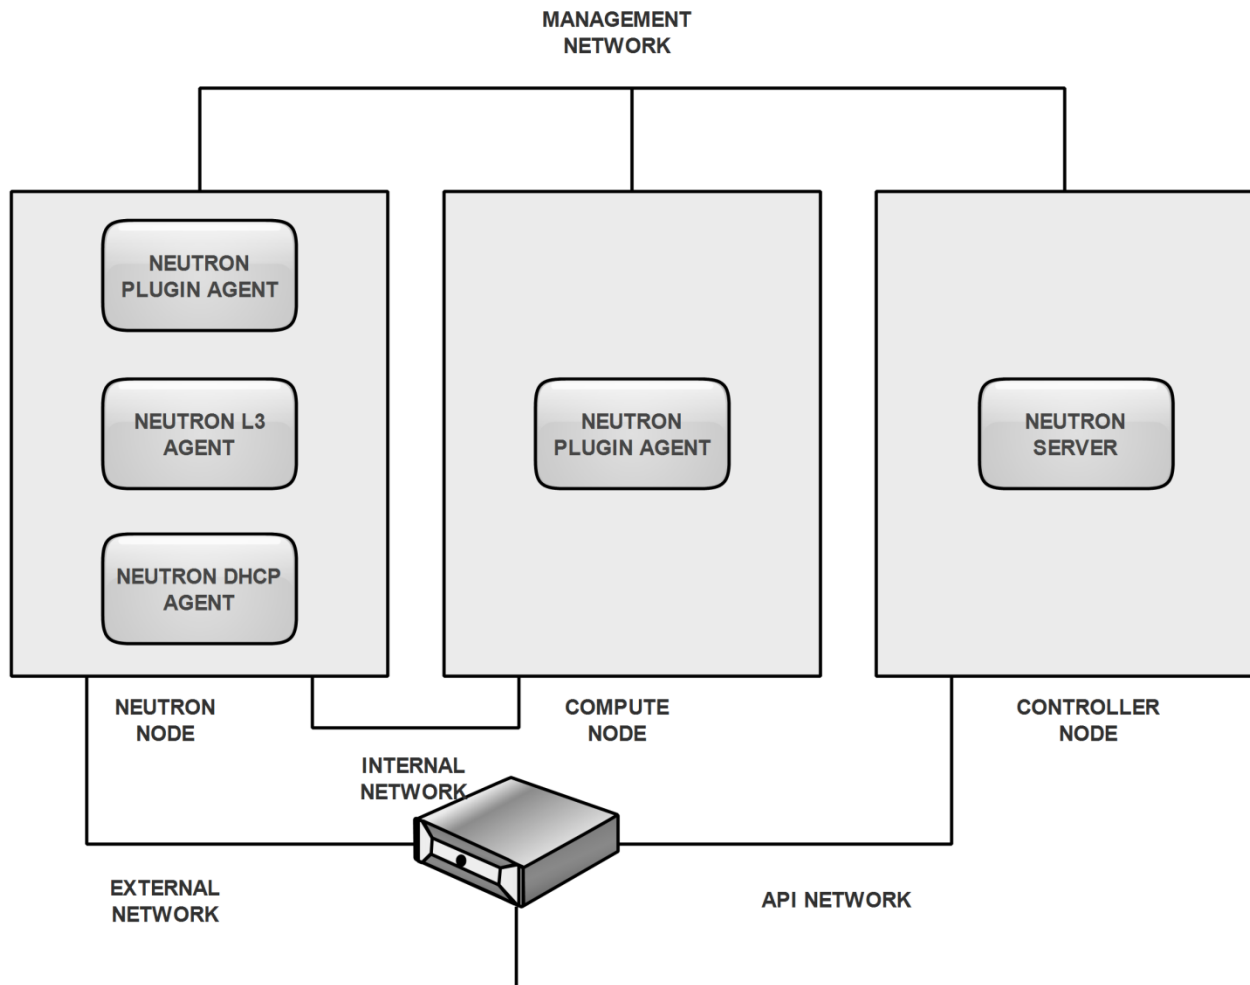 MANAGEMENT
NETWORK
NEUTRON
PLUGIN AGENT
NEUTRON L3
AGENT
NEUTRON DHCP
AGENT
NEUTRON
PLUGIN AGENT
NEUTRON
SERVER
NEUTRON
NODE
COMPUTE
NODE
CONTROLLER
NODE
INTERNAL
NETWORK
EXTERNAL
NETWORK
API NETWORK